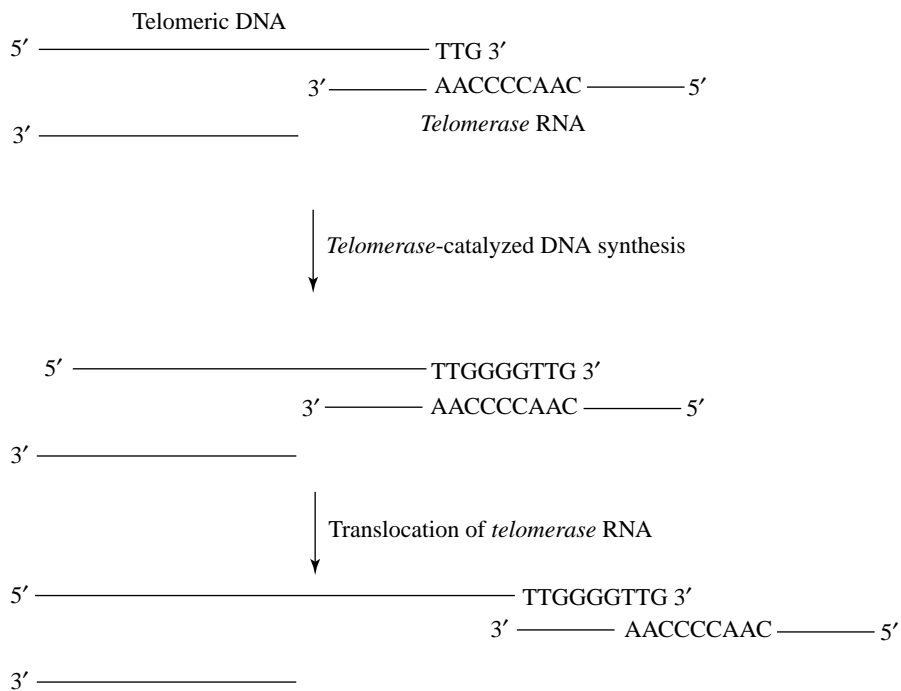 Telomeric DNA
5′ TTG 3′
3′ AACCCCAAC 5′
Telomerase RNA
3′
Telomerase-catalyzed DNA synthesis
5′ TTGGGGTTG 3′
3′ AACCCCAAC 5′
3′
Translocation of telomerase RNA
5′ TTGGGGTTG 3′
3′ AACCCCAAC 5′
3′